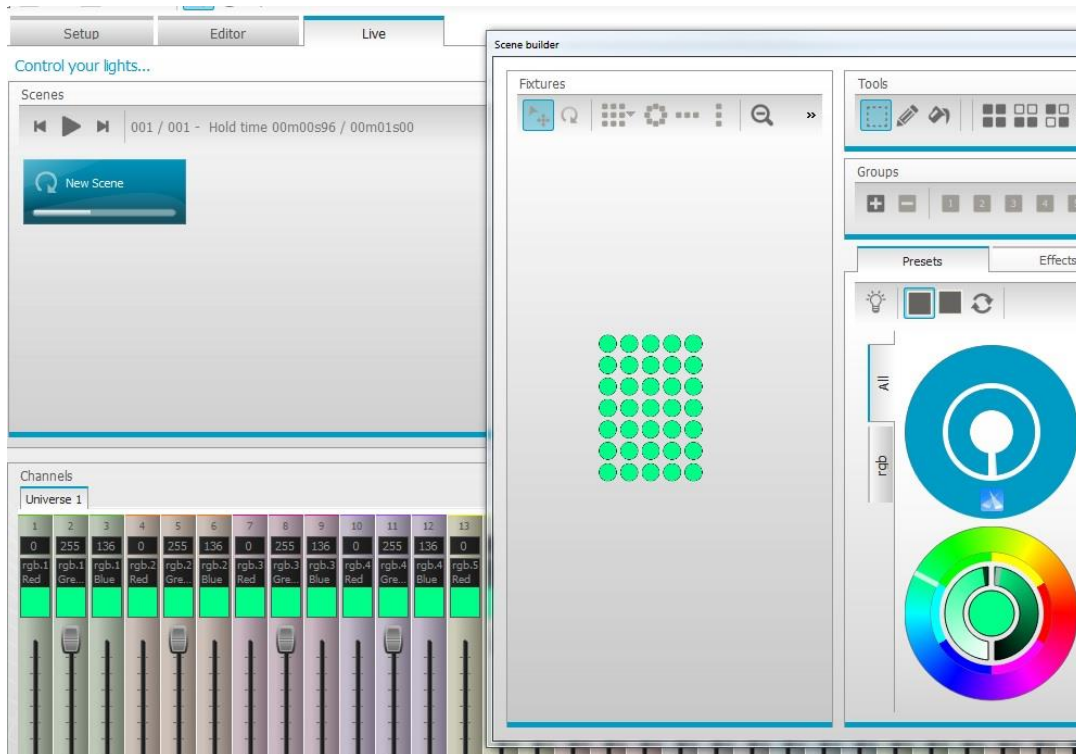 Setup Editor Live
Control your lights...
Scenes
001 / 001 - Hold time 00m00s96 / 00m01s00
New Scene
Channels
Universe 1
1 2 3 4 5 6 7 8 9 10 11 12 13
0 255 136 0 255 136 0 255 136 0 255 136 0
rgb.1 rgb.1 rgb.1 rgb.2 rgb.2 rgb.2 rgb.3 rgb.3 rgb.3 rgb.4 rgb.4 rgb.4 rgb.5
Red Gre... Blue Red Gre... Blue Red Gre... Blue Red Gre... Blue Red
Scene builder
Fixtures
»
Tools
Groups
1 2 3 4
Presets Effects
All
rgb